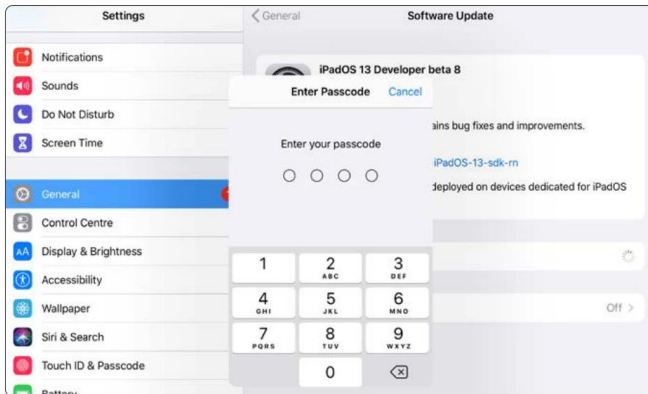 Settings
Notifications
Sounds
Do Not Disturb
Screen Time
General
Control Centre
Display & Brightness
Accessibility
Wallpaper
Siri & Search
Touch ID & Passcode
Battery
General
Software Update
iPadOS 13 Developer beta 8
ains bug fixes and improvements.
iPadOS-13-sdk-rn
deployed on devices dedicated for iPadOS
Off
Enter Passcode Cancel
Enter your passcode
1 2 3
ABC DEF
4 5 6
GHI JKL MNO
7 8 9
PQRS TUV WXYZ
0